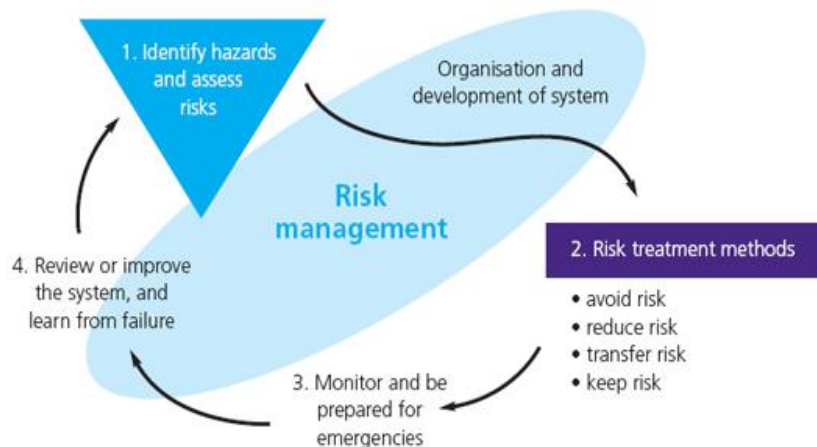 1. Identify hazards
and assess
risks
Organisation and
development of system
Risk
management
2. Risk treatment methods
• avoid risk
• reduce risk
• transfer risk
• keep risk
3. Monitor and be
prepared for
emergencies
4. Review or improve
the system, and
learn from failure